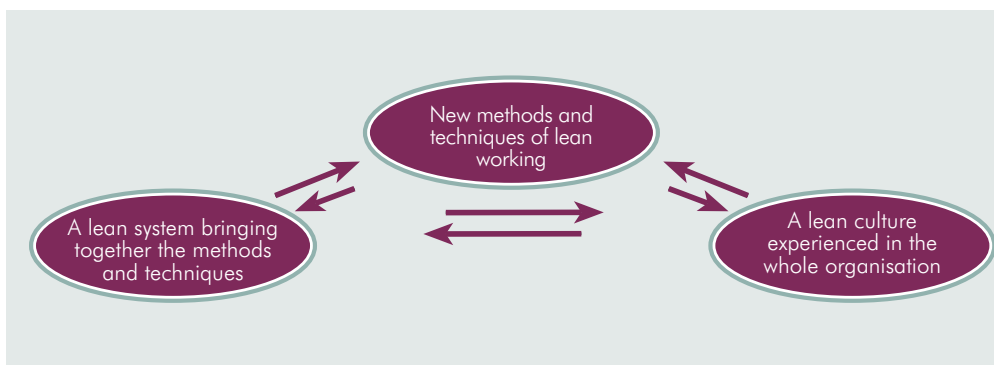 New methods and
techniques of lean
working
A lean system bringing
together the methods
and techniques
A lean culture
experienced in the
whole organisation